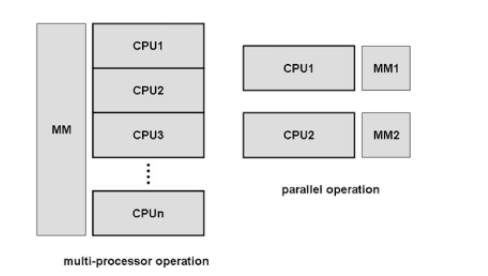 MM
CPU1
CPU2
CPU3
CPUn
multi-processor operation
CPU1
MM1
CPU2
MM2
parallel operation